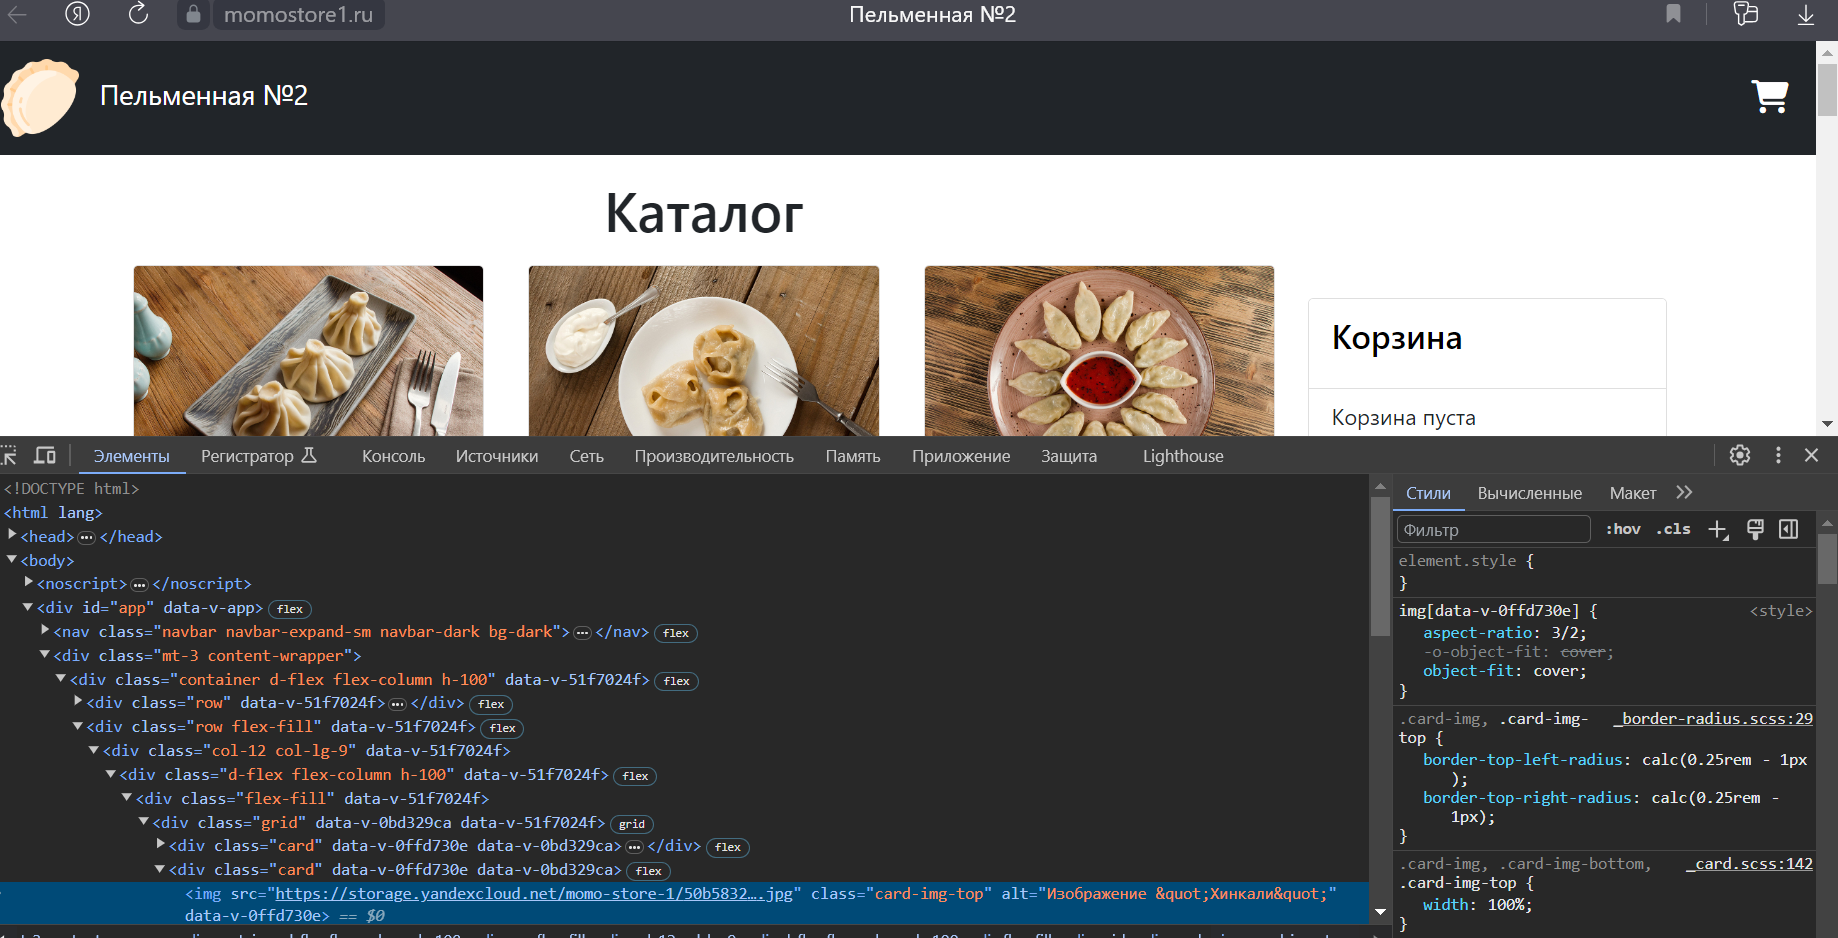 momostore1.ru
Пельменная №2
Пельменная №2
Каталог
Корзина
Корзина пуста
Элементы Регистратор Консоль Источники Сеть Производительность Память Приложение Защита Lighthouse
<!DOCTYPE html>
<html lang>
<head>…</head>
<body>
<noscript>…</noscript>
<div id="app" data-v-app> flex
<nav class="navbar navbar-expand-sm navbar-dark bg-dark">…</nav> flex
<div class="mt-3 content-wrapper">
<div class="container d-flex flex-column h-100" data-v-51f7024f> flex
<div class="row" data-v-51f7024f>…</div> flex
<div class="row flex-fill" data-v-51f7024f> flex
<div class="col-12 col-lg-9" data-v-51f7024f>
<div class="d-flex flex-column h-100" data-v-51f7024f> flex
<div class="flex-fill" data-v-51f7024f>
<div class="grid" data-v-0bd329ca data-v-51f7024f> grid
<div class="card" data-v-0ffd730e data-v-0bd329ca>…</div> flex
<div class="card" data-v-0ffd730e data-v-0bd329ca> flex
<img src="https://storage.yandexcloud.net/momo-store-1/50b5832….jpg" class="card-img-top" alt="Изображение &quot;Хинкали&quot;"
data-v-0ffd730e> == $0
Стили Вычисленные Макет
Фильтр :hov .cls
element.style {
}
img[data-v-0ffd730e] { <style>
aspect-ratio: 3/2;
-o-object-fit: cover;
object-fit: cover;
}
.card-img, .card-img- _border-radius.scss:29
top {
border-top-left-radius: calc(0.25rem - 1px
);
border-top-right-radius: calc(0.25rem -
1px);
}
.card-img, .card-img-bottom, _card.scss:142
.card-img-top {
width: 100%;
}